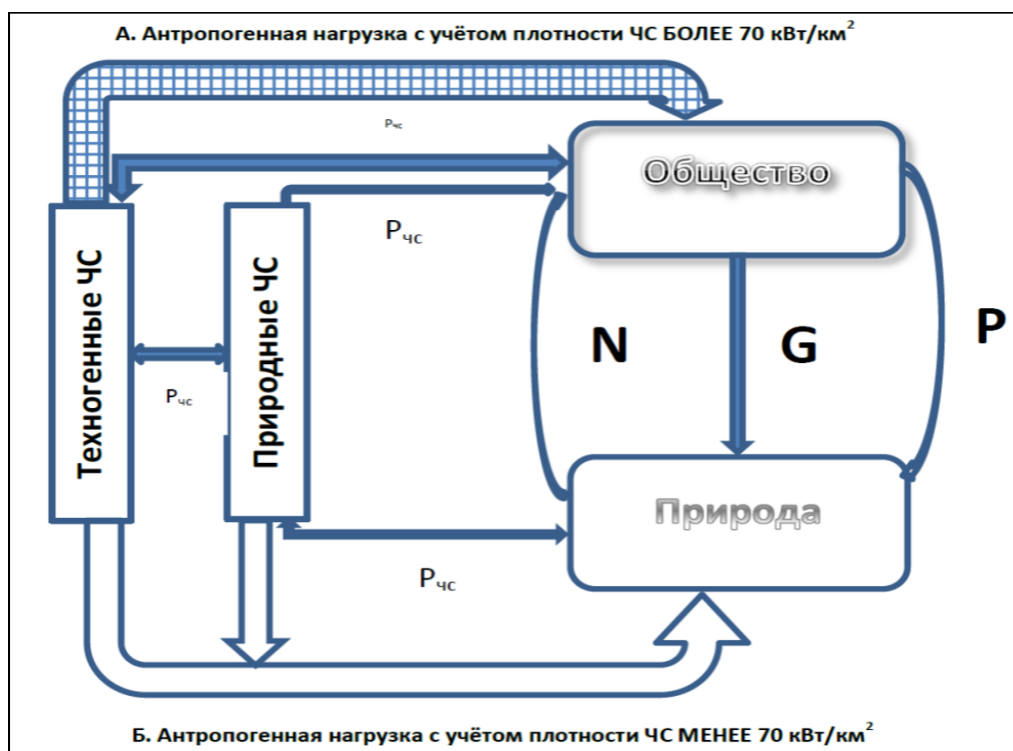 А. Антропогенная нагрузка с учётом плотности ЧС БОЛЕЕ 70 кВт/км²
Рчс
Общество
Рчс
Техногенные ЧС
Природные ЧС
N
G
P
Рчс
Природа
Рчс
Б. Антропогенная нагрузка с учётом плотности ЧС МЕНЕЕ 70 кВт/км²